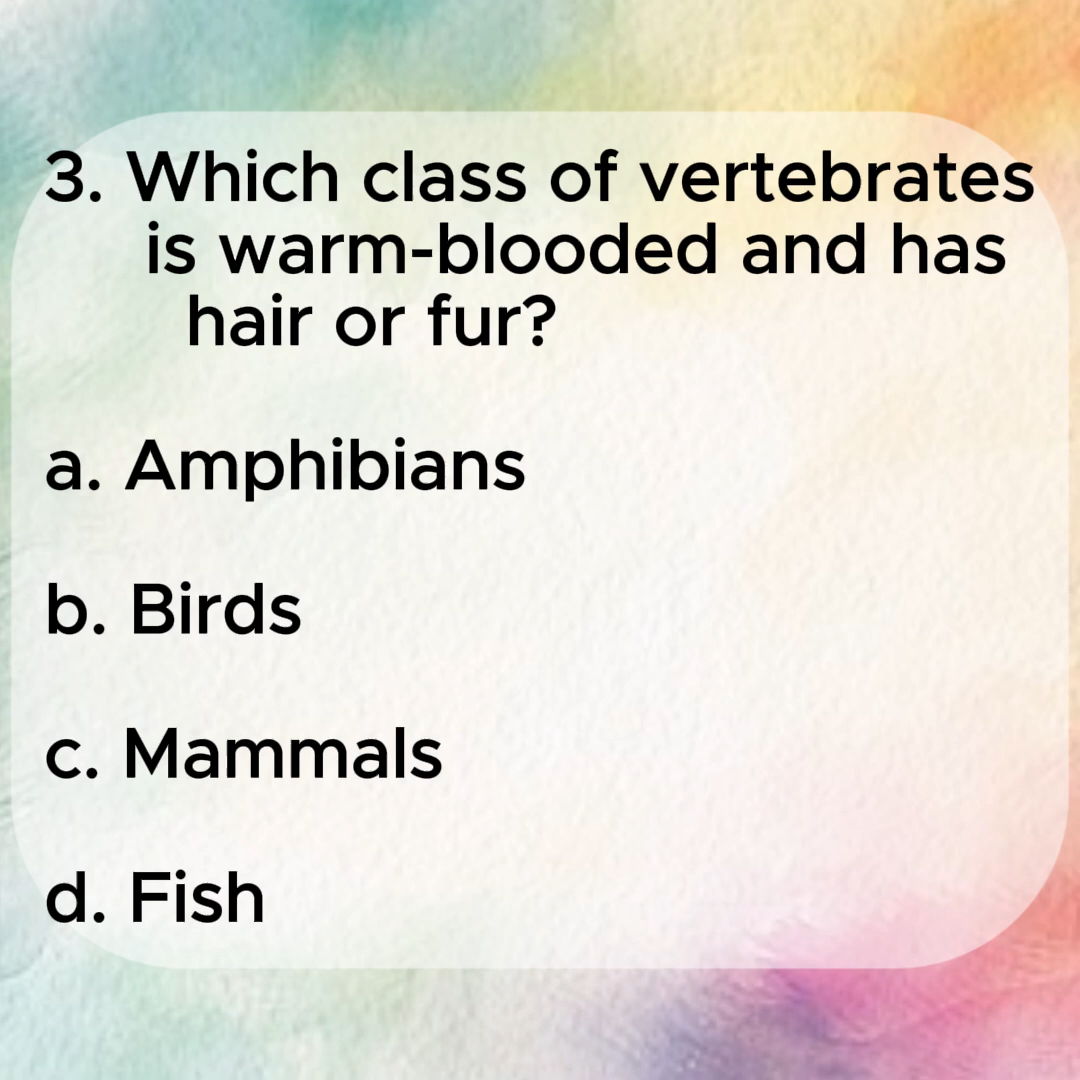 3. Which class of vertebrates
is warm-blooded and has
hair or fur?
a. Amphibians
b. Birds
c. Mammals
d. Fish